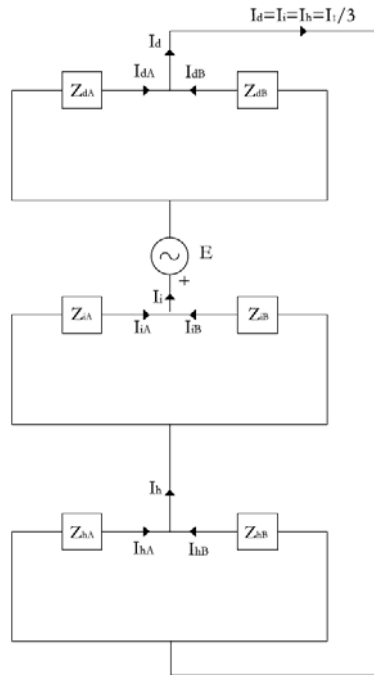 Id=Ii=Ih=I1/3
Id
IdA IdB
ZdA ZdB
E
+
Ii
ZiA ZiB
IiA IiB
Ih
ZhA ZhB
IhA IhB